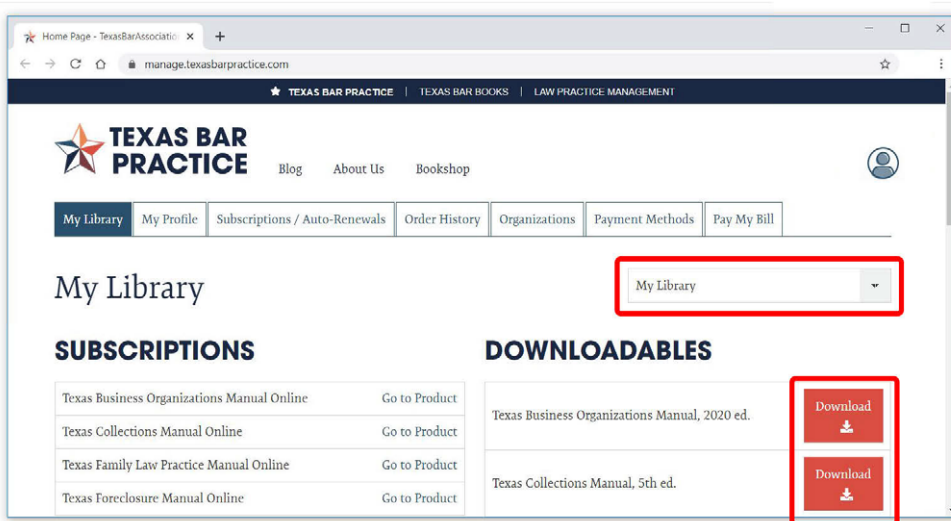 Home Page - TexasBarAssociatio
manage.texasbarpractice.com
TEXAS BAR PRACTICE | TEXAS BAR BOOKS | LAW PRACTICE MANAGEMENT
TEXAS BAR
PRACTICE
Blog About Us Bookshop
My Library My Profile Subscriptions / Auto-Renewals Order History Organizations Payment Methods Pay My Bill
My Library
My Library
SUBSCRIPTIONS
Texas Business Organizations Manual Online Go to Product
Texas Collections Manual Online Go to Product
Texas Family Law Practice Manual Online Go to Product
Texas Foreclosure Manual Online Go to Product
DOWNLOADABLES
Texas Business Organizations Manual, 2020 ed. Download
Texas Collections Manual, 5th ed. Download